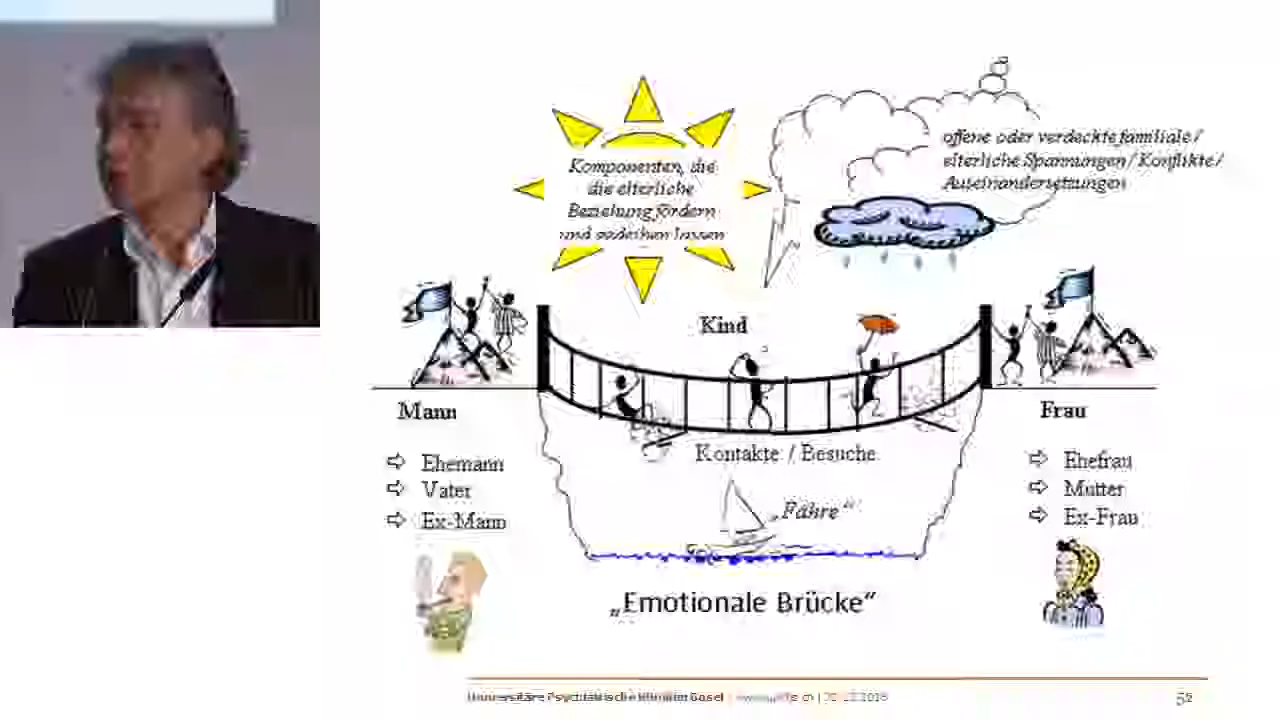 Komponenten, die
die elterliche
Beziehung fördern
und gedeihen lassen
offene oder verdeckte familiale /
elterliche Spannungen / Konflikte /
Auseinandersetzungen
Kind
Mann
Frau
Kontakte / Besuche
⇨ Ehemann
⇨ Vater
⇨ Ex-Mann
⇨ Ehefrau
⇨ Mutter
⇨ Ex-Frau
„Fähre“
„Emotionale Brücke“
Universitäre Psychiatrische Kliniken Basel
52